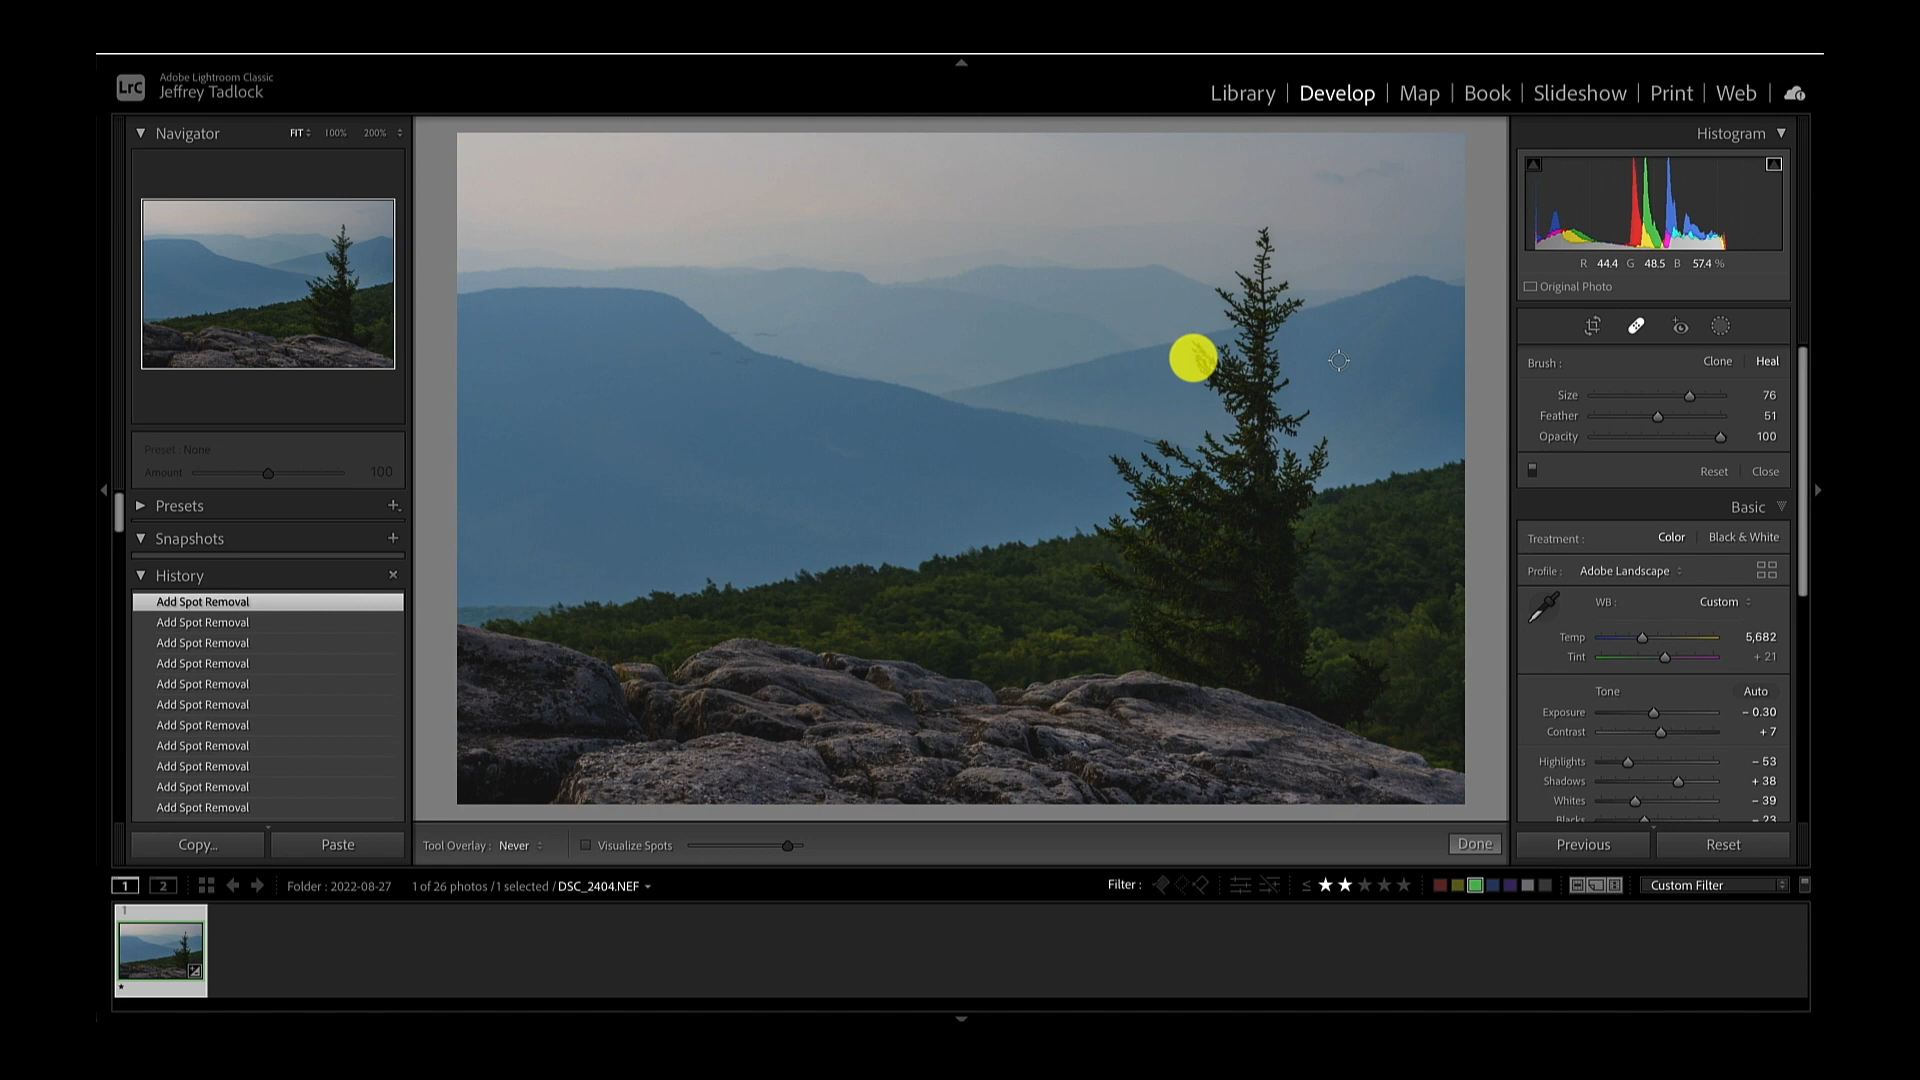 LrC
Adobe Lightroom Classic
Jeffrey Tadlock
Library | Develop | Map | Book | Slideshow | Print | Web
Navigator FIT 100% 200%
Preset : None
Amount 100
Presets
Snapshots
History
Add Spot Removal
Add Spot Removal
Add Spot Removal
Add Spot Removal
Add Spot Removal
Add Spot Removal
Add Spot Removal
Add Spot Removal
Add Spot Removal
Add Spot Removal
Add Spot Removal
Copy... Paste
Tool Overlay : Never Visualize Spots Done
Histogram
R 44.4 G 48.5 B 57.4 %
Original Photo
Brush : Clone Heal
Size 76
Feather 51
Opacity 100
Reset Close
Basic
Treatment : Color Black & White
Profile : Adobe Landscape
WB : Custom
Temp 5,682
Tint + 21
Tone Auto
Exposure – 0.30
Contrast + 7
Highlights – 53
Shadows + 38
Whites – 39
Blacks – 23
Previous Reset
1 2 Folder : 2022-08-27 1 of 26 photos / 1 selected / DSC_2404.NEF Filter : ≤ Custom Filter
1